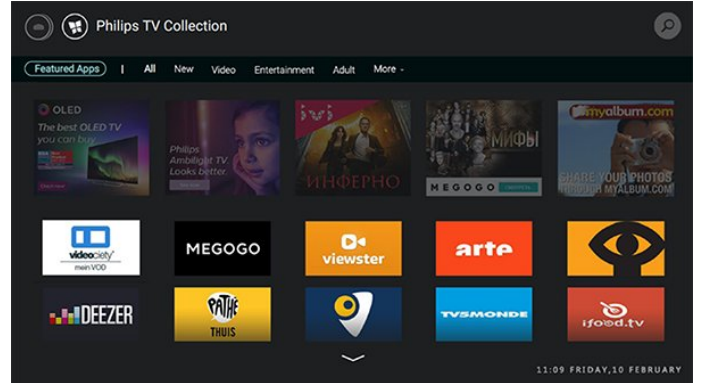 Philips TV Collection
Featured Apps | All New Video Entertainment Adult More
OLED
The best OLED TV
you can buy
Philips
Ambilight TV.
Looks better.
ivi
ИНФЕРНО
МИФЫ
MEGOGO
myalbum.com
SHARE YOUR PHOTOS
THROUGH MYALBUM.COM
videociety
mein VOD
MEGOGO
viewster
arte
DEEZER
PATHÉ
THUIS
TV5MONDE
ifood.tv
11:09 FRIDAY,10 FEBRUARY